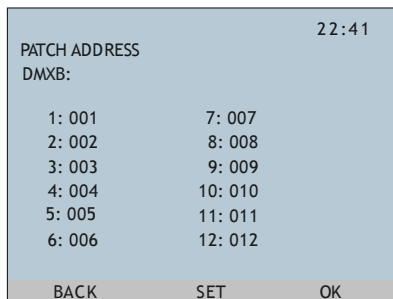 22:41
PATCH ADDRESS
DMXB:
1: 001 7: 007
2: 002 8: 008
3: 003 9: 009
4: 004 10: 010
5: 005 11: 011
6: 006 12: 012
BACK SET OK